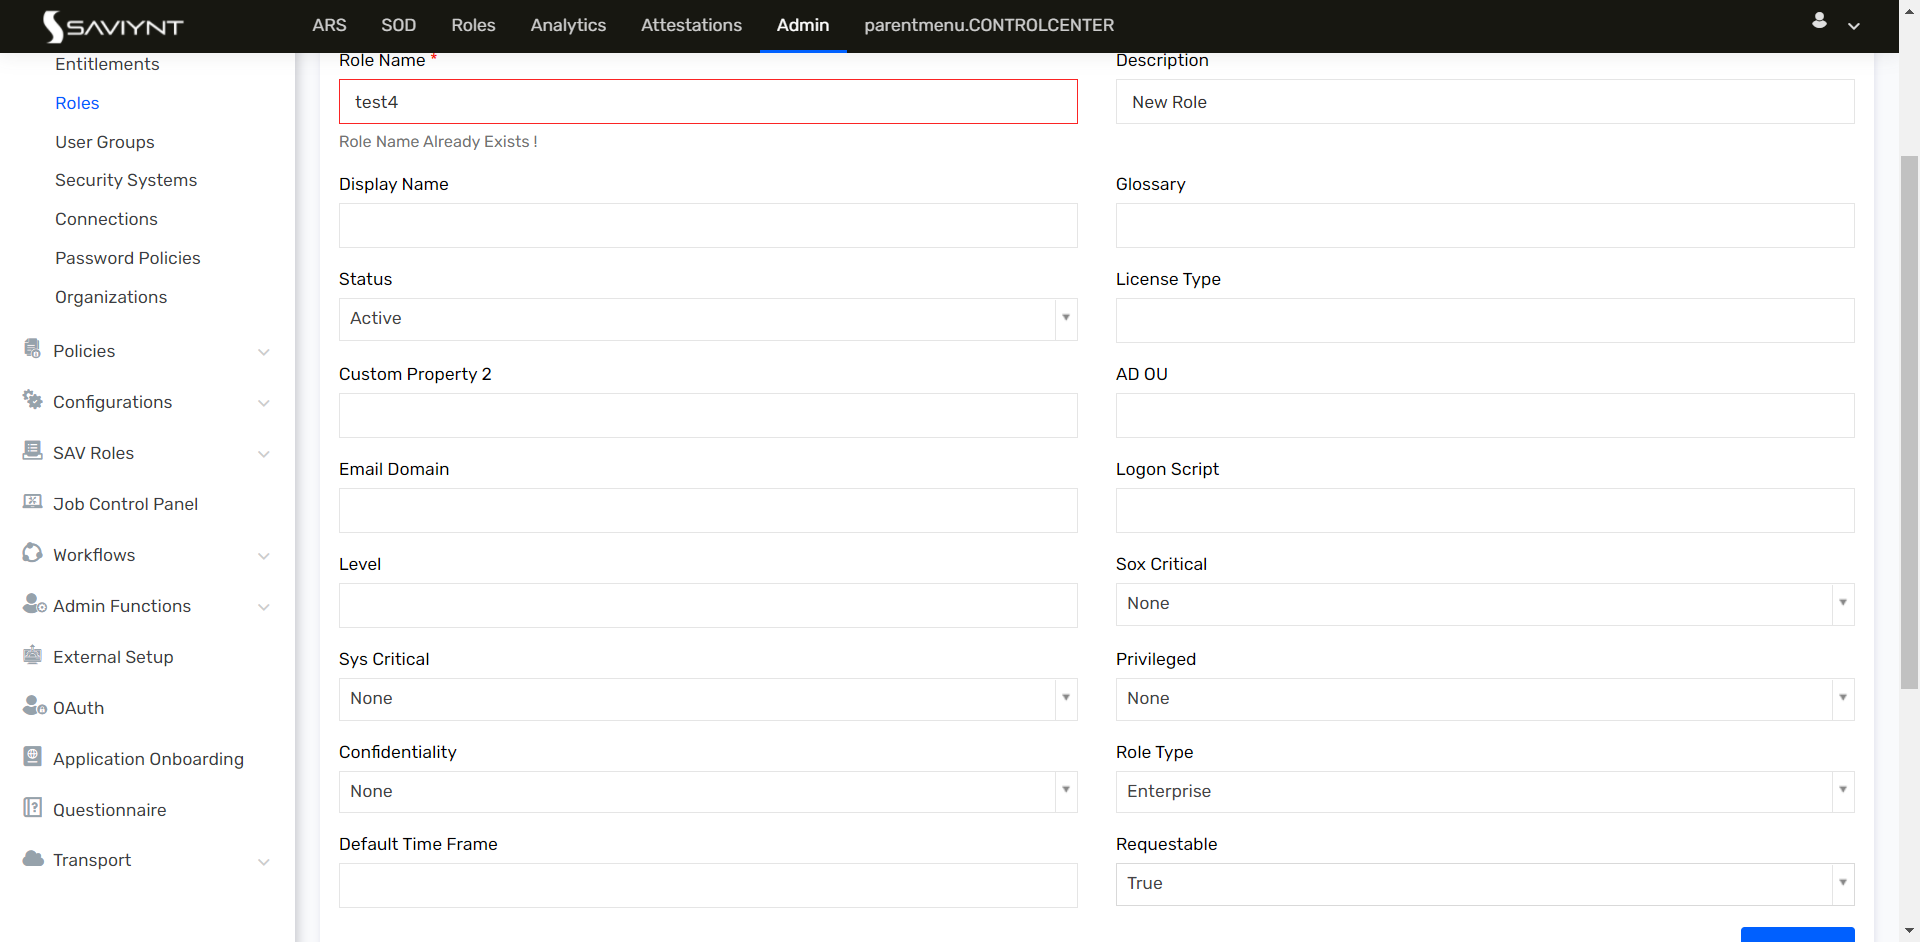 SAVIYNT
ARS SOD Roles Analytics Attestations Admin parentmenu.CONTROLCENTER
Entitlements
Roles
User Groups
Security Systems
Connections
Password Policies
Organizations
Policies
Configurations
SAV Roles
Job Control Panel
Workflows
Admin Functions
External Setup
OAuth
Application Onboarding
Questionnaire
Transport
Role Name *
test4
Role Name Already Exists !
Description
New Role
Display Name
Glossary
Status
Active
License Type
Custom Property 2
AD OU
Email Domain
Logon Script
Level
Sox Critical
None
Sys Critical
None
Privileged
None
Confidentiality
None
Role Type
Enterprise
Default Time Frame
Requestable
True